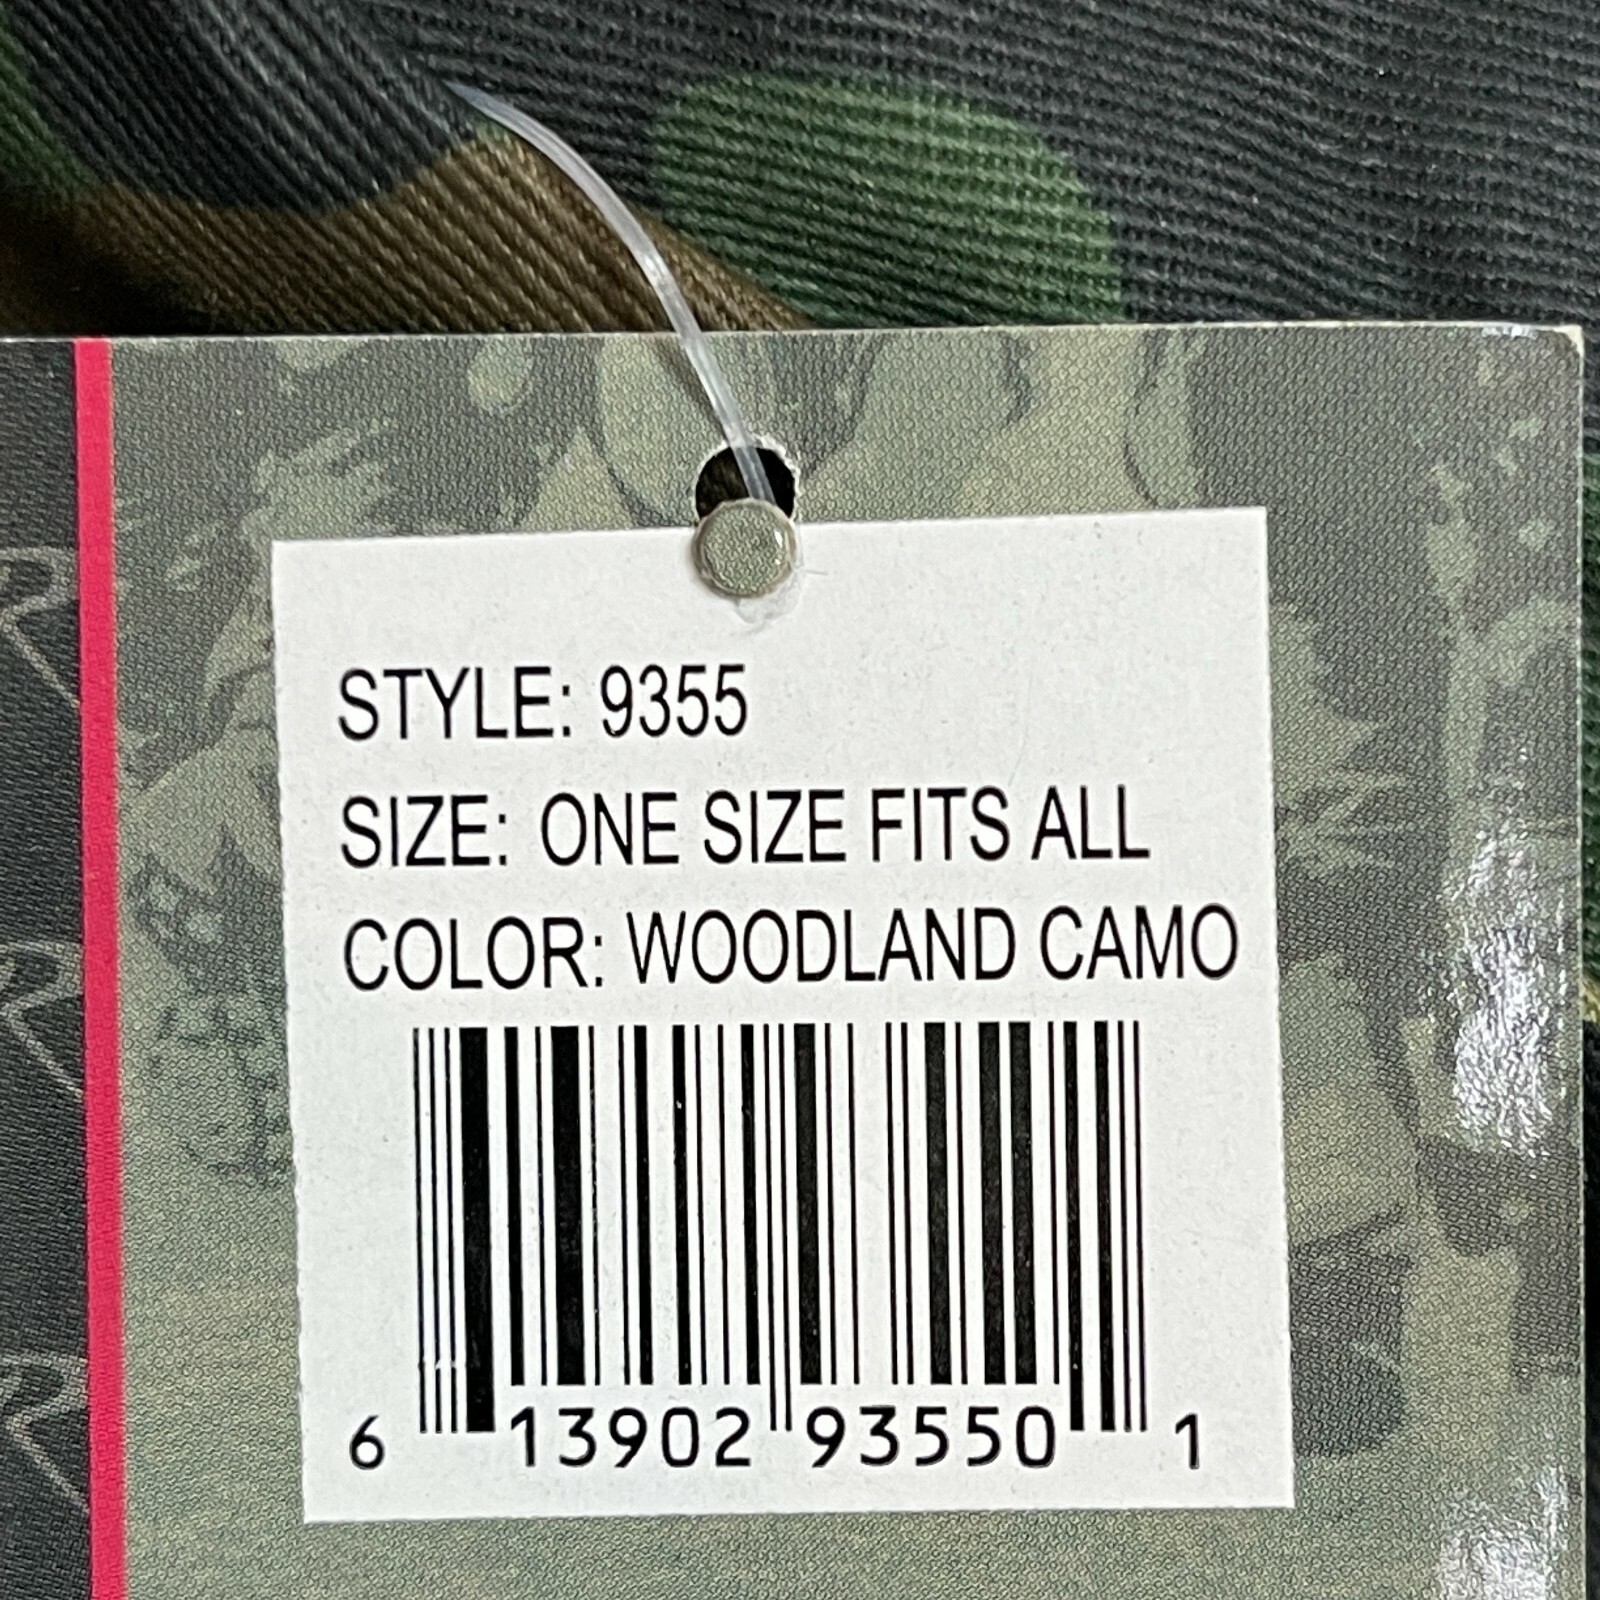 STYLE: 9355
SIZE: ONE SIZE FITS ALL
COLOR: WOODLAND CAMO
6 13902 93550 1